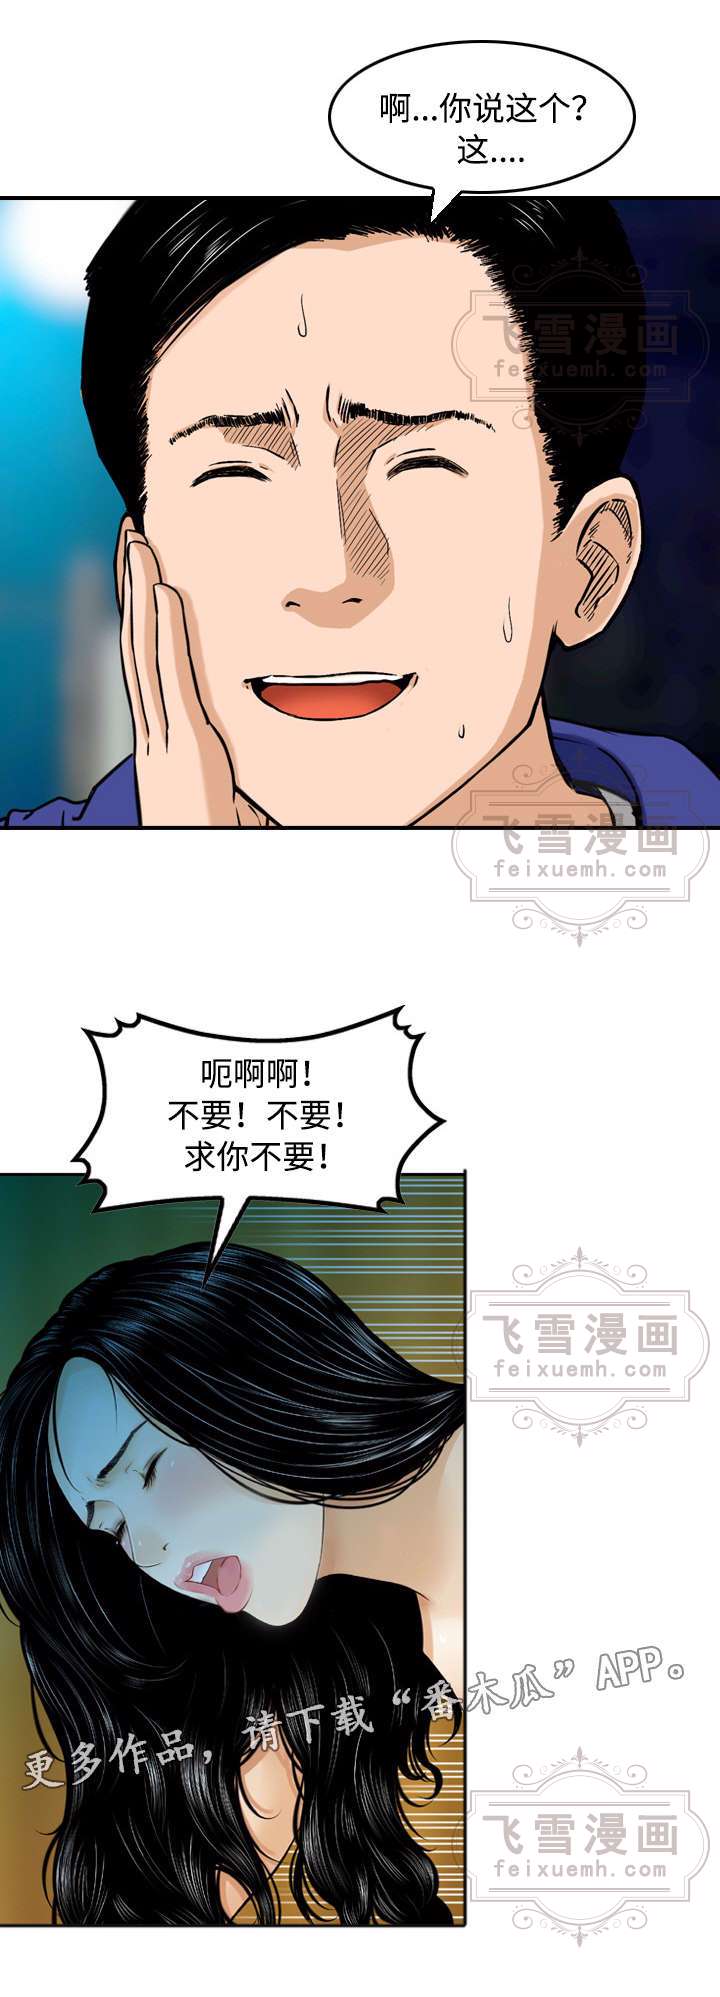 啊...你说这个?
这....
飞雪漫画
feixuemh.com
飞雪漫画
feixuemh.com
呃啊啊!
不要!不要!
求你不要!
飞雪漫画
feixuemh.com
更多作品，请下载“番木瓜”APP。
飞雪漫画
feixuemh.com